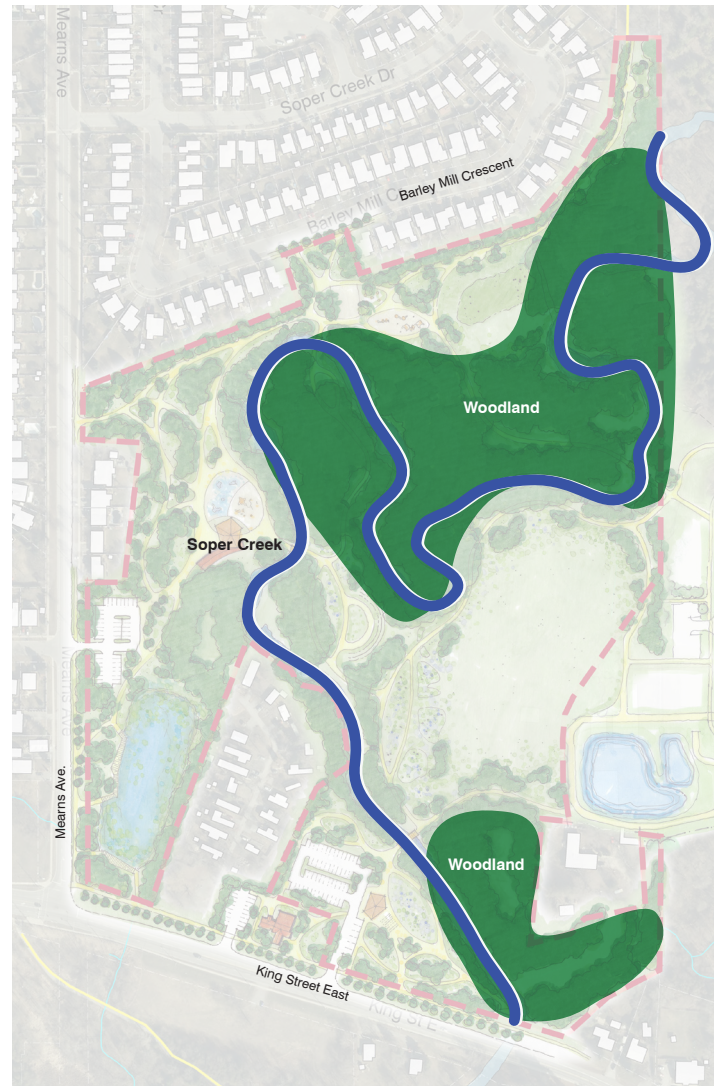 Mearns Ave
Cr
Soper Creek Dr
Barley Mill Crescent
Barley Mill C
Woodland
Soper Creek
Mearns Ave
Mearns Ave.
Woodland
King Street East
King St E